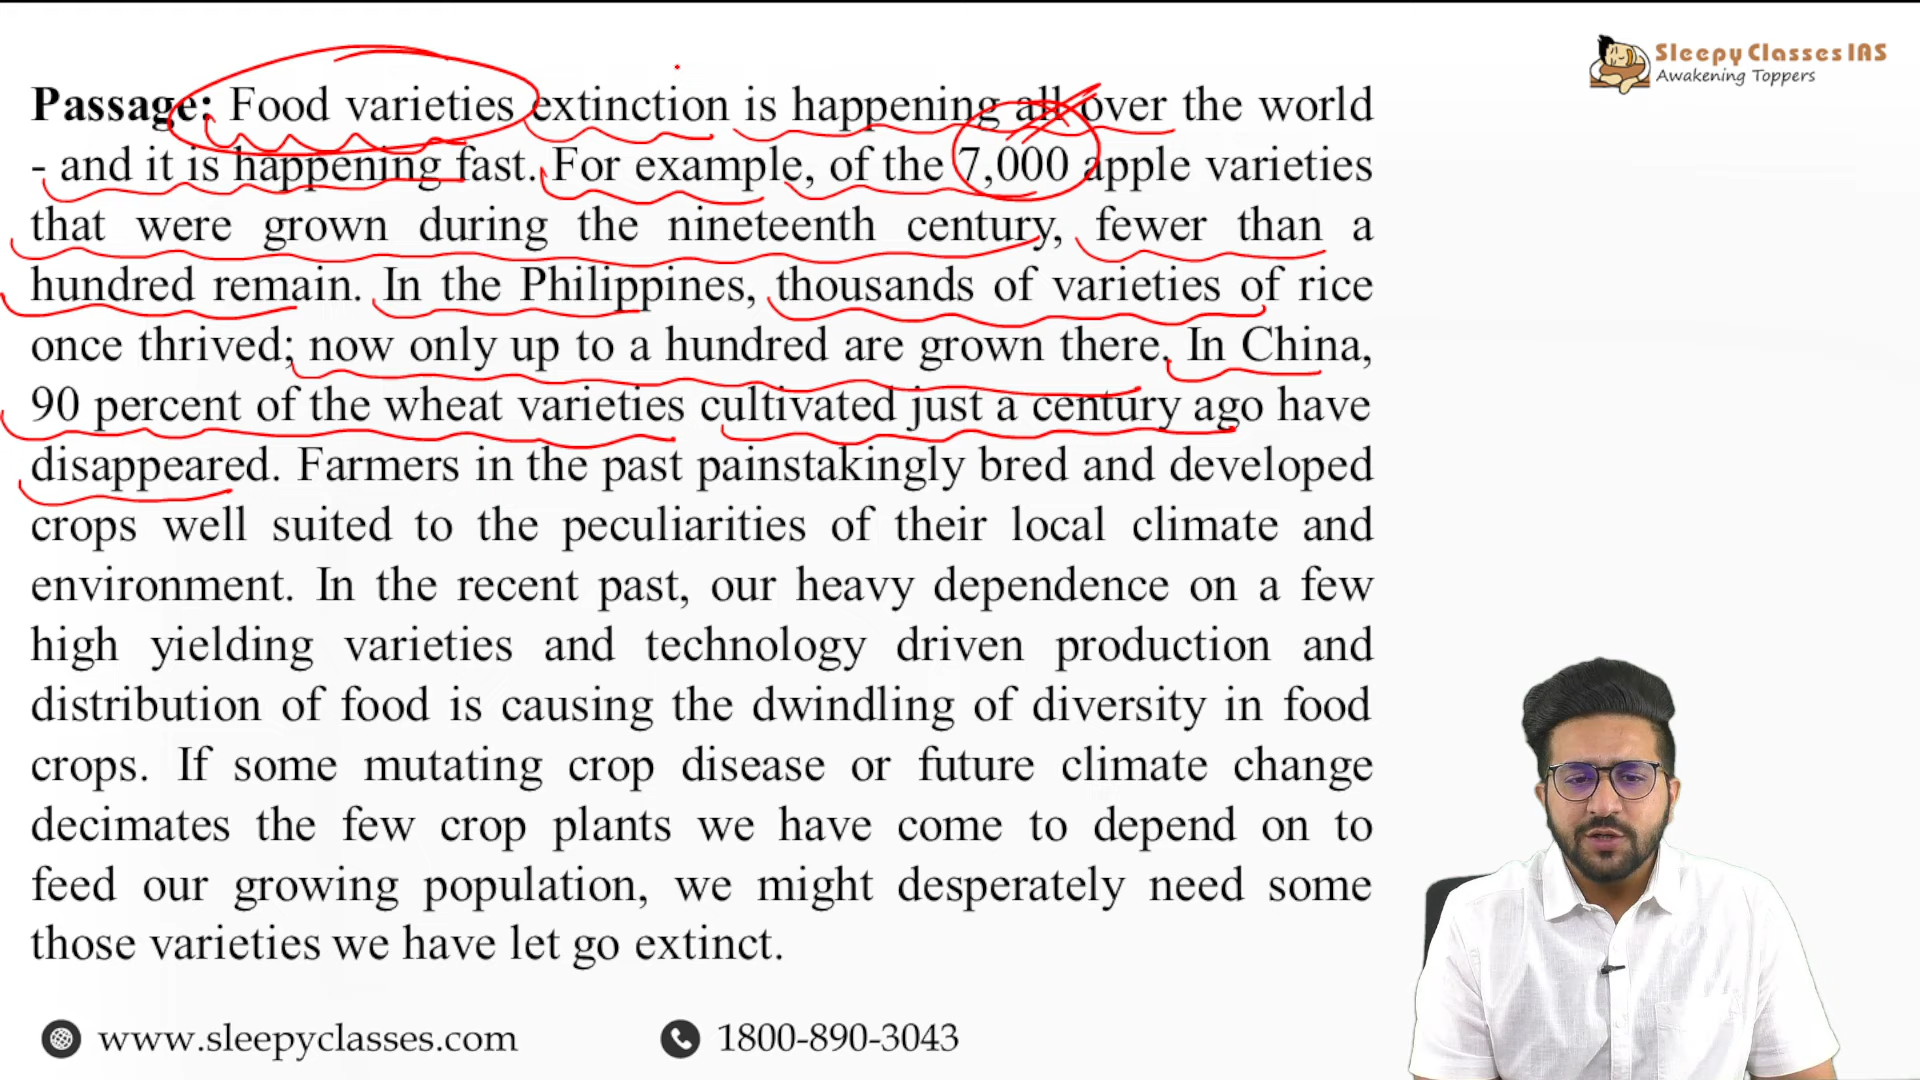 Sleepy Classes IAS
Awakening Toppers
Passage: Food varieties extinction is happening all over the world
- and it is happening fast. For example, of the 7,000 apple varieties
that were grown during the nineteenth century, fewer than a
hundred remain. In the Philippines, thousands of varieties of rice
once thrived; now only up to a hundred are grown there. In China,
90 percent of the wheat varieties cultivated just a century ago have
disappeared. Farmers in the past painstakingly bred and developed
crops well suited to the peculiarities of their local climate and
environment. In the recent past, our heavy dependence on a few
high yielding varieties and technology driven production and
distribution of food is causing the dwindling of diversity in food
crops. If some mutating crop disease or future climate change
decimates the few crop plants we have come to depend on to
feed our growing population, we might desperately need some
those varieties we have let go extinct.
www.sleepyclasses.com
1800-890-3043